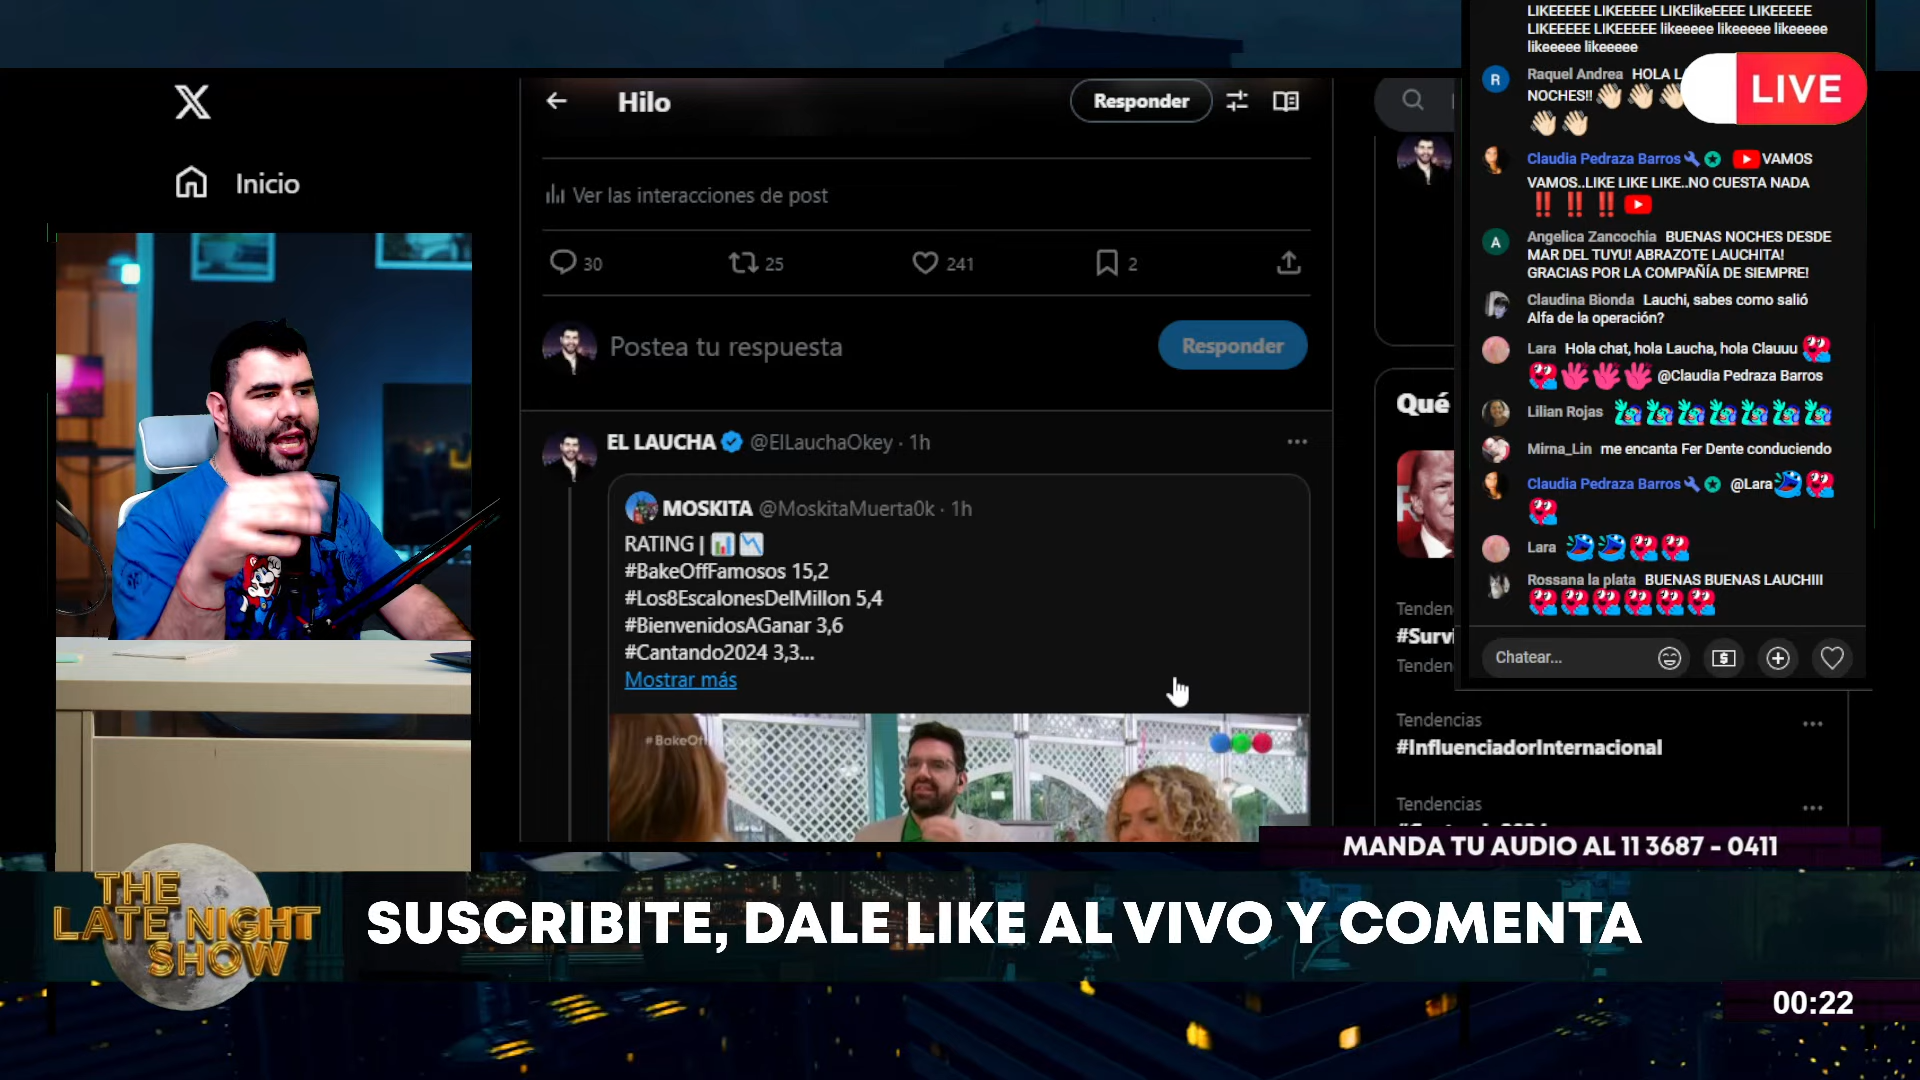 X
Inicio
Hilo
Responder
Ver las interacciones de post
30
25
241
2
Postea tu respuesta
Responder
EL LAUCHA @ElLauchaOkey · 1h
MOSKITA @MoskitaMuerta0k · 1h
RATING |
#BakeOffFamosos 15,2
#Los8EscalonesDelMillon 5,4
#BienvenidosAGanar 3,6
#Cantando2024 3,3...
Mostrar más
Qué
Tendencias
#InfluenciadorInternacional
Tendencias
LIKEEEEE LIKEEEEE LIKElikeEEEE LIKEEEEE
LIKEEEEE LIKEEEEE likeeeee likeeeee likeeeee
likeeeee likeeeee
LIVE
R
Raquel Andrea HOLA
NOCHES!! 👋🏻👋🏻👋🏻
👋🏻👋🏻
Claudia Pedraza Barros VAMOS
VAMOS..LIKE LIKE LIKE..NO CUESTA NADA
‼️ ‼️ ‼️
A
Angelica Zancochia BUENAS NOCHES DESDE
MAR DEL TUYU! ABRAZOTE LAUCHITA!
GRACIAS POR LA COMPAÑÍA DE SIEMPRE!
Claudina Bionda Lauchi, sabes como salió
Alfa de la operación?
Lara Hola chat, hola Laucha, hola Clauuu
@Claudia Pedraza Barros
Lilian Rojas
Mirna_Lin me encanta Fer Dente conduciendo
Claudia Pedraza Barros @Lara
Lara
Rossana la plata BUENAS BUENAS LAUCHIII
Chatear...
MANDA TU AUDIO AL 11 3687 - 0411
THE
LATE NIGHT
SHOW
SUSCRIBITE, DALE LIKE AL VIVO Y COMENTA
00:22